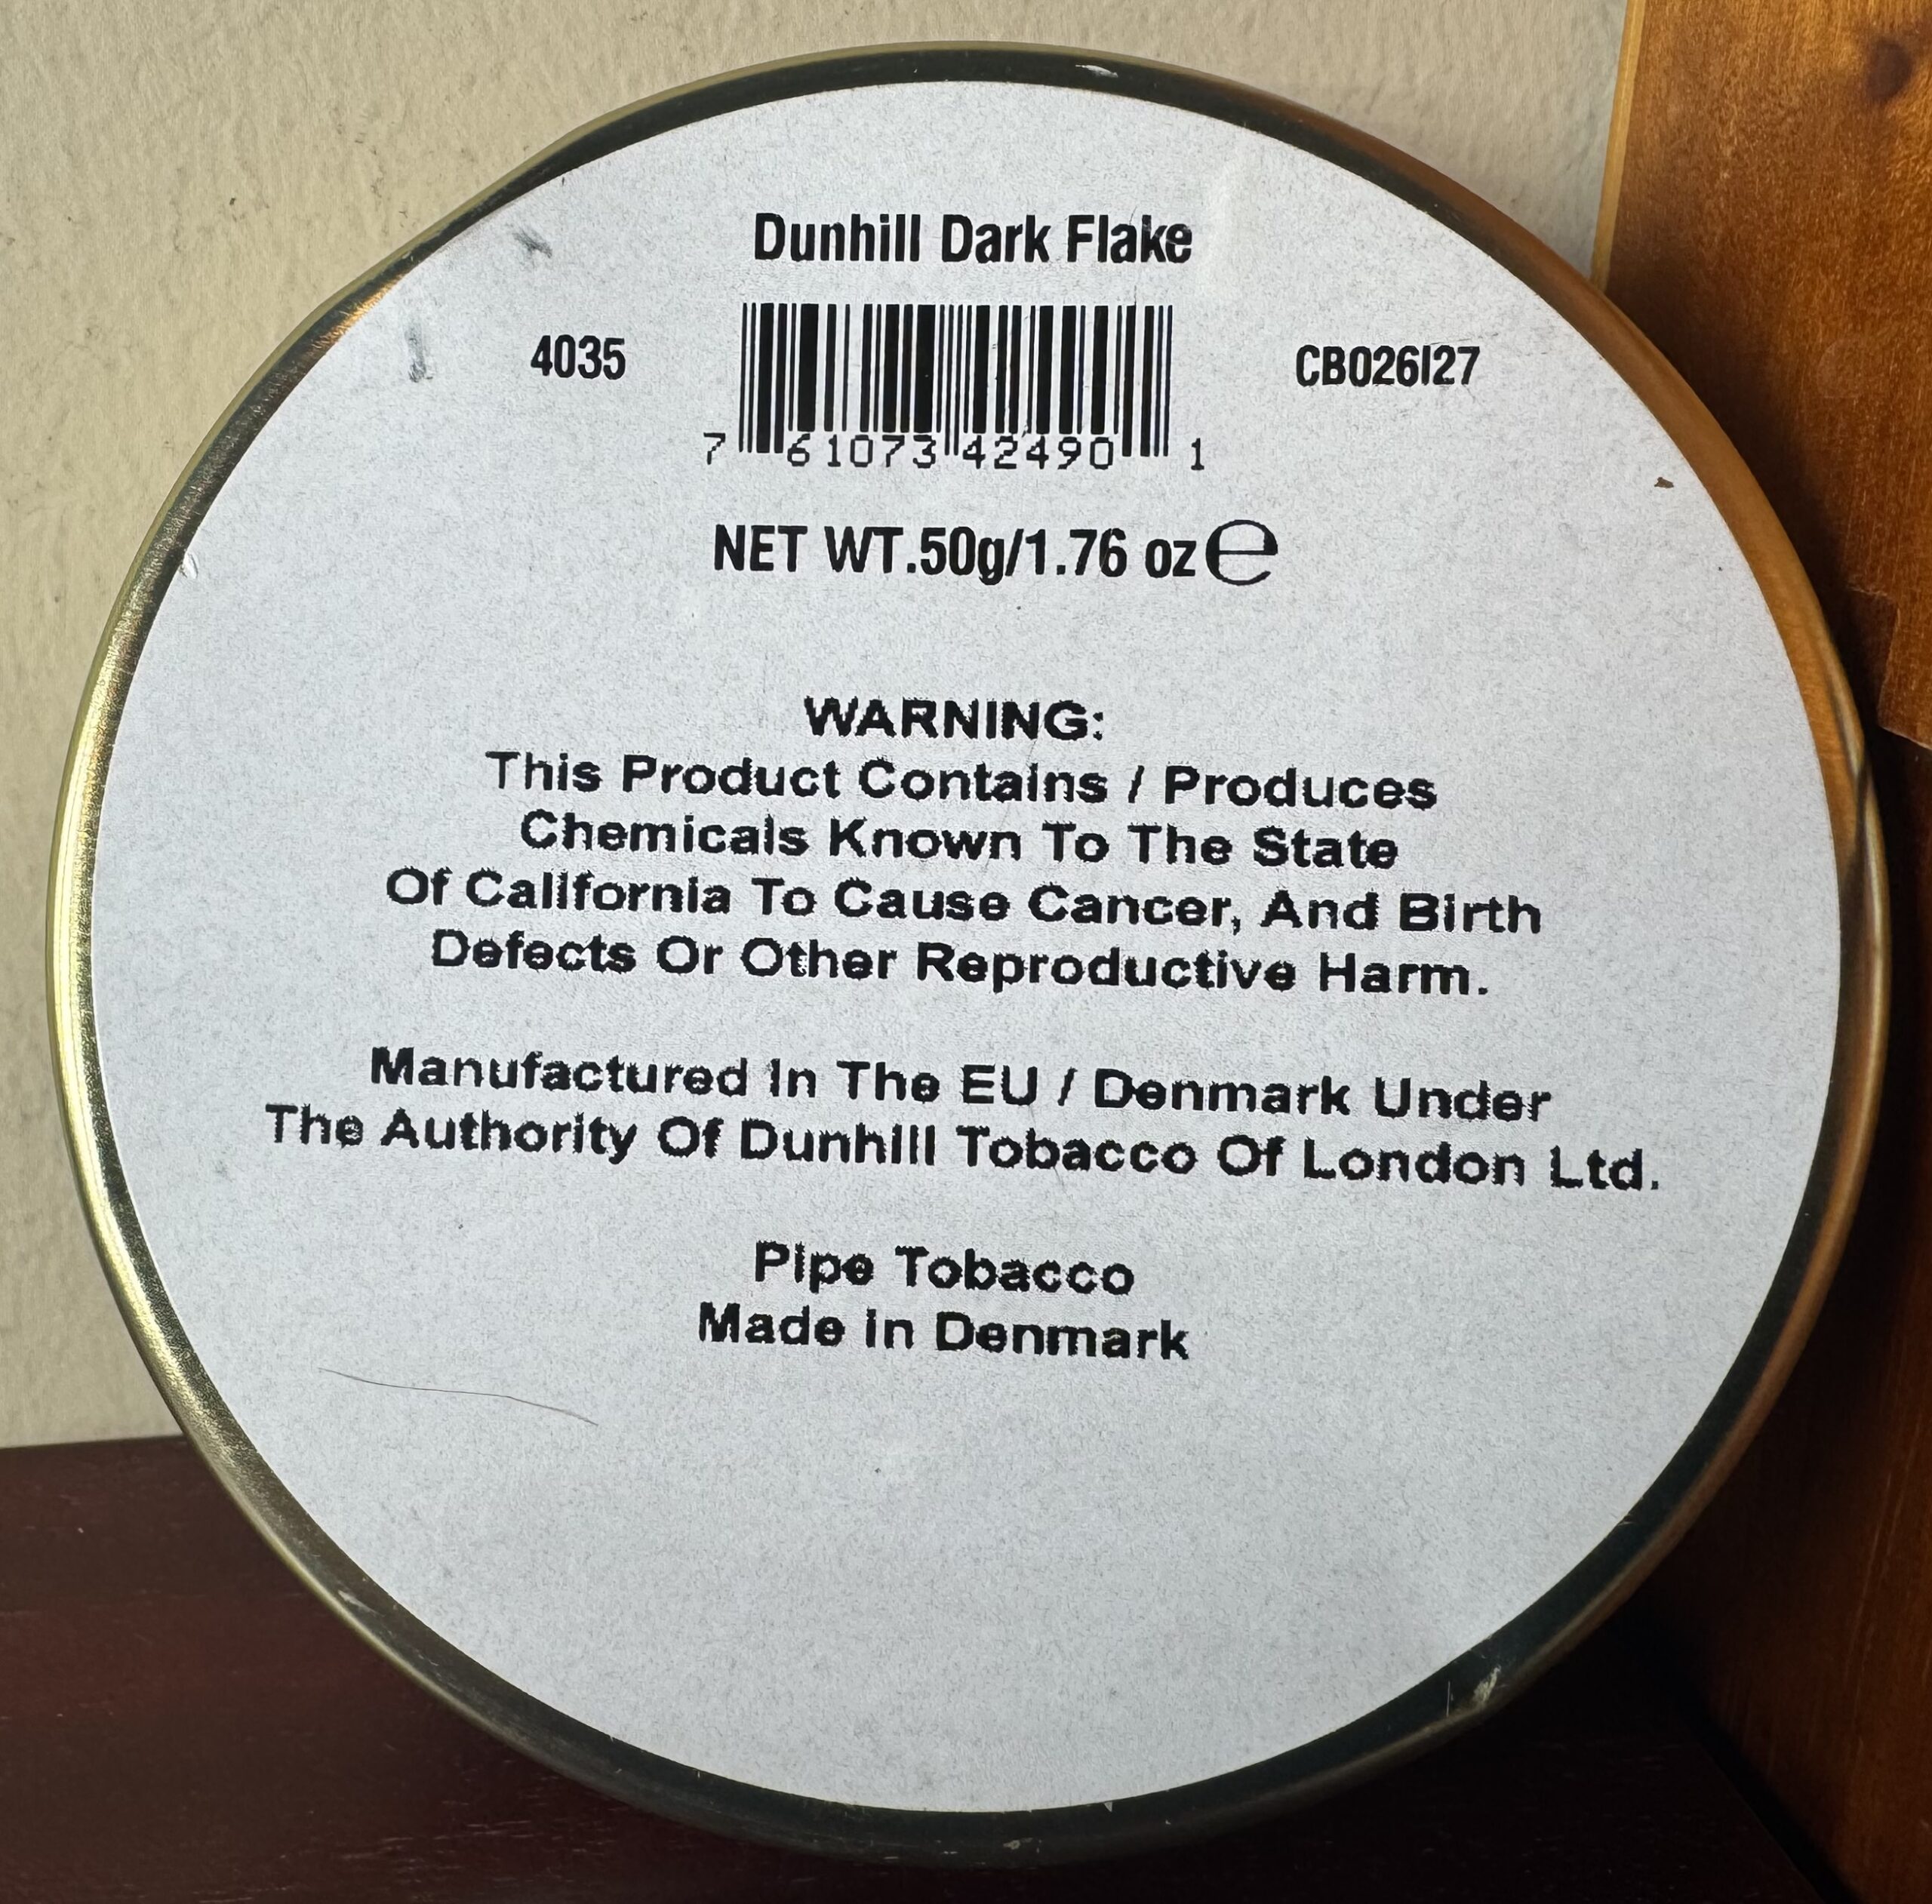 Dunhill Dark Flake
4035
7 61073 42490 1
CB026I27
NET WT.50g/1.76 oz e
WARNING:
This Product Contains / Produces
Chemicals Known To The State
Of California To Cause Cancer, And Birth
Defects Or Other Reproductive Harm.
Manufactured In The EU / Denmark Under
The Authority Of Dunhill Tobacco Of London Ltd.
Pipe Tobacco
Made in Denmark